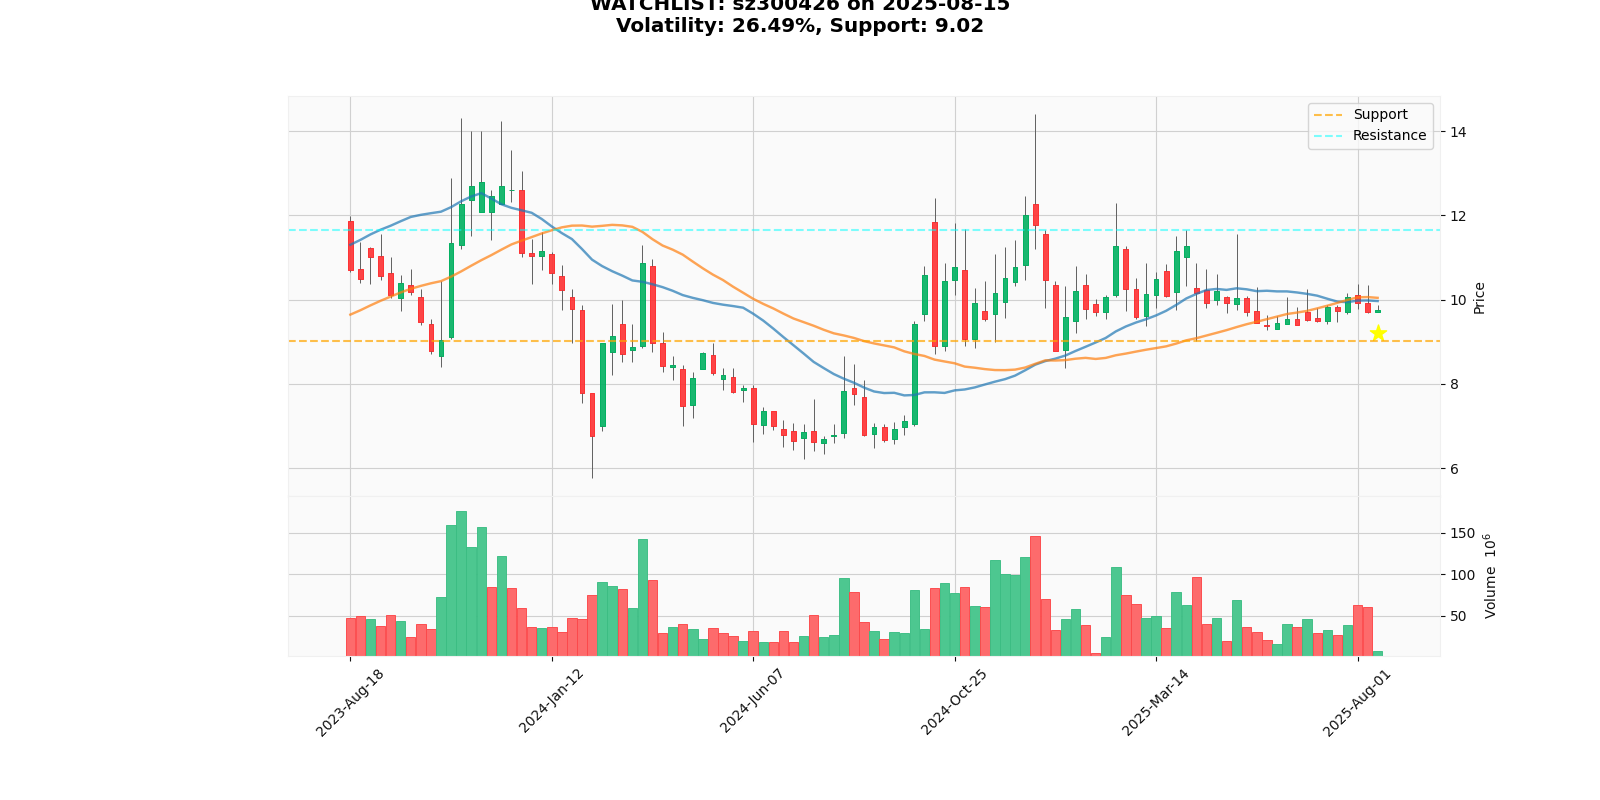 WATCHLIST: sz300426 on 2025-08-15
Volatility: 26.49%, Support: 9.02
Support
Resistance
14
12
10
8
6
Price
150
100
50
Volume 10⁶
2023-Aug-18
2024-Jan-12
2024-Jun-07
2024-Oct-25
2025-Mar-14
2025-Aug-01